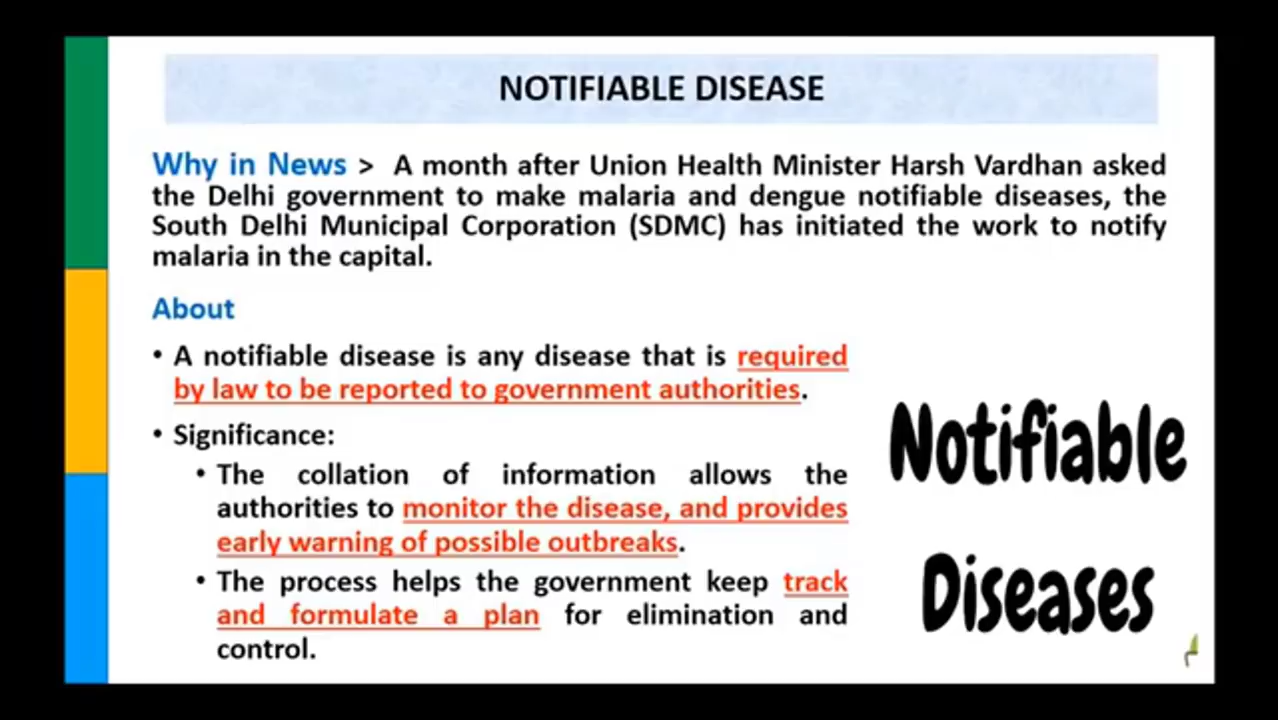 NOTIFIABLE DISEASE
Why in News > A month after Union Health Minister Harsh Vardhan asked
the Delhi government to make malaria and dengue notifiable diseases, the
South Delhi Municipal Corporation (SDMC) has initiated the work to notify
malaria in the capital.
About
• A notifiable disease is any disease that is required
by law to be reported to government authorities.
• Significance:
• The collation of information allows the
authorities to monitor the disease, and provides
early warning of possible outbreaks.
• The process helps the government keep track
and formulate a plan for elimination and
control.
Notifiable
Diseases